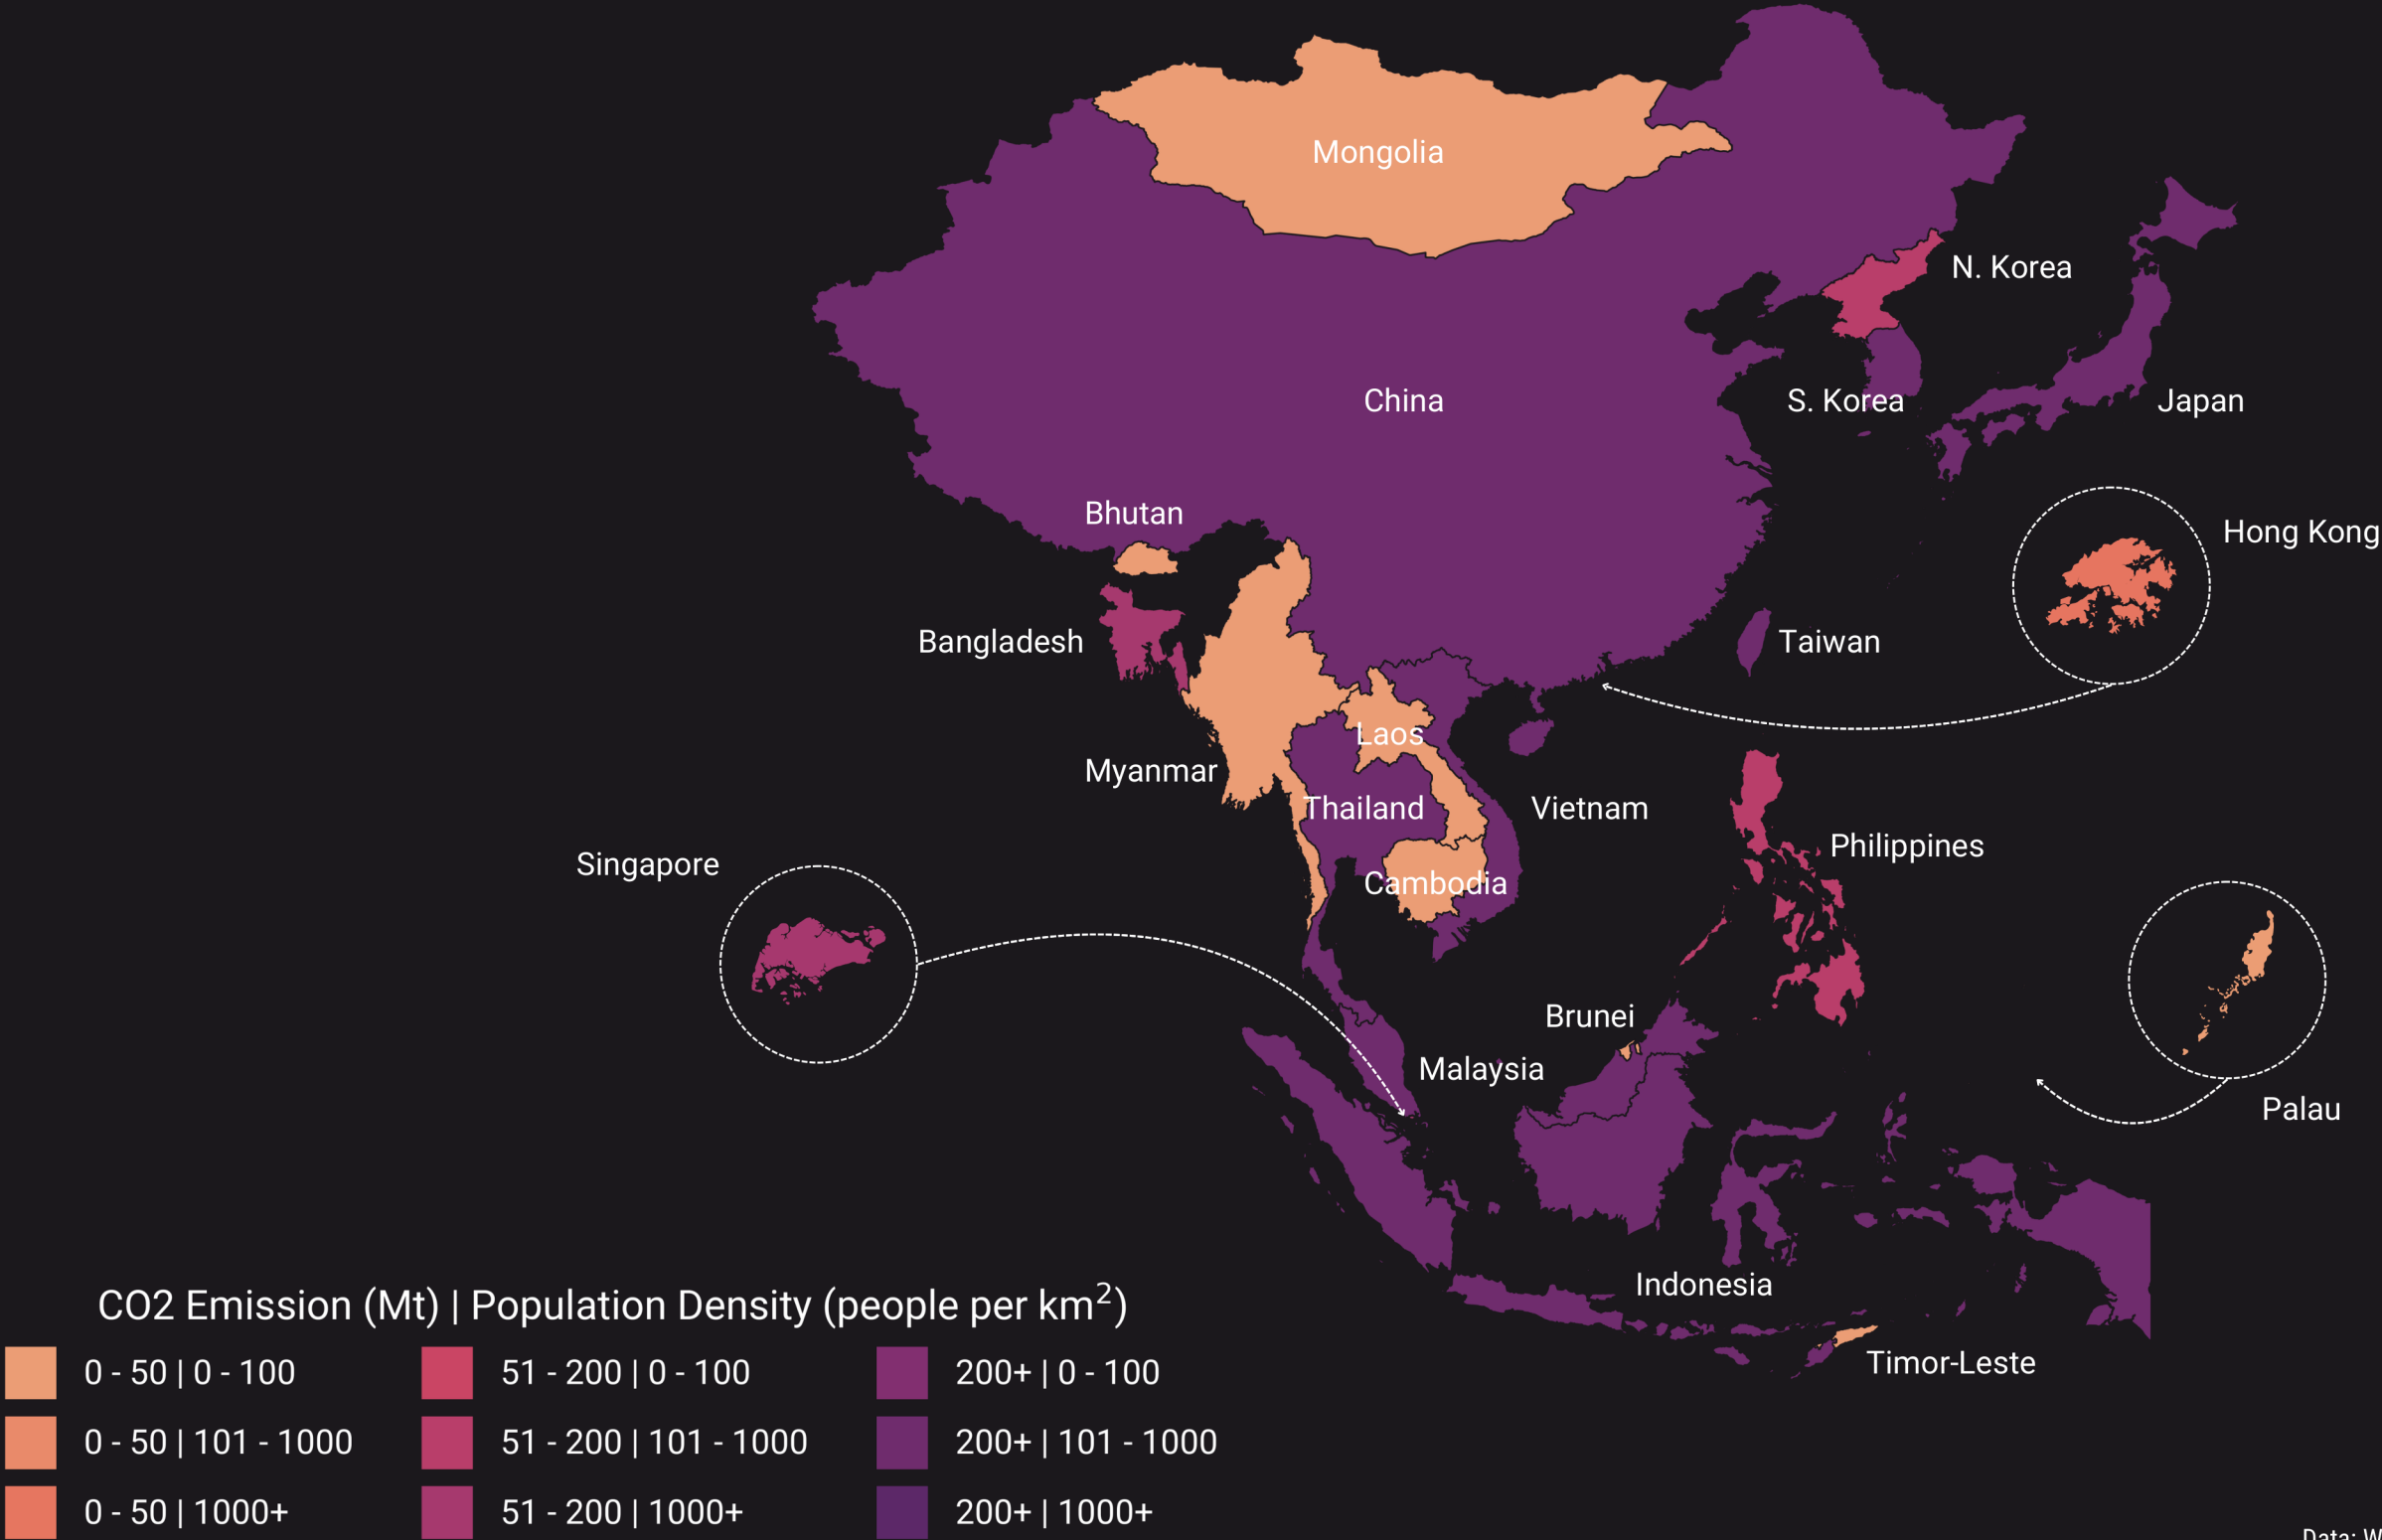 Mongolia
N. Korea
China
S. Korea
Japan
Bhutan
Hong Kong
Bangladesh
Taiwan
Laos
Myanmar
Thailand
Vietnam
Philippines
Singapore
Cambodia
Brunei
Malaysia
Palau
Indonesia
Timor-Leste
CO2 Emission (Mt) | Population Density (people per km²)
0 - 50 | 0 - 100
51 - 200 | 0 - 100
200+ | 0 - 100
0 - 50 | 101 - 1000
51 - 200 | 101 - 1000
200+ | 101 - 1000
0 - 50 | 1000+
51 - 200 | 1000+
200+ | 1000+
Data: